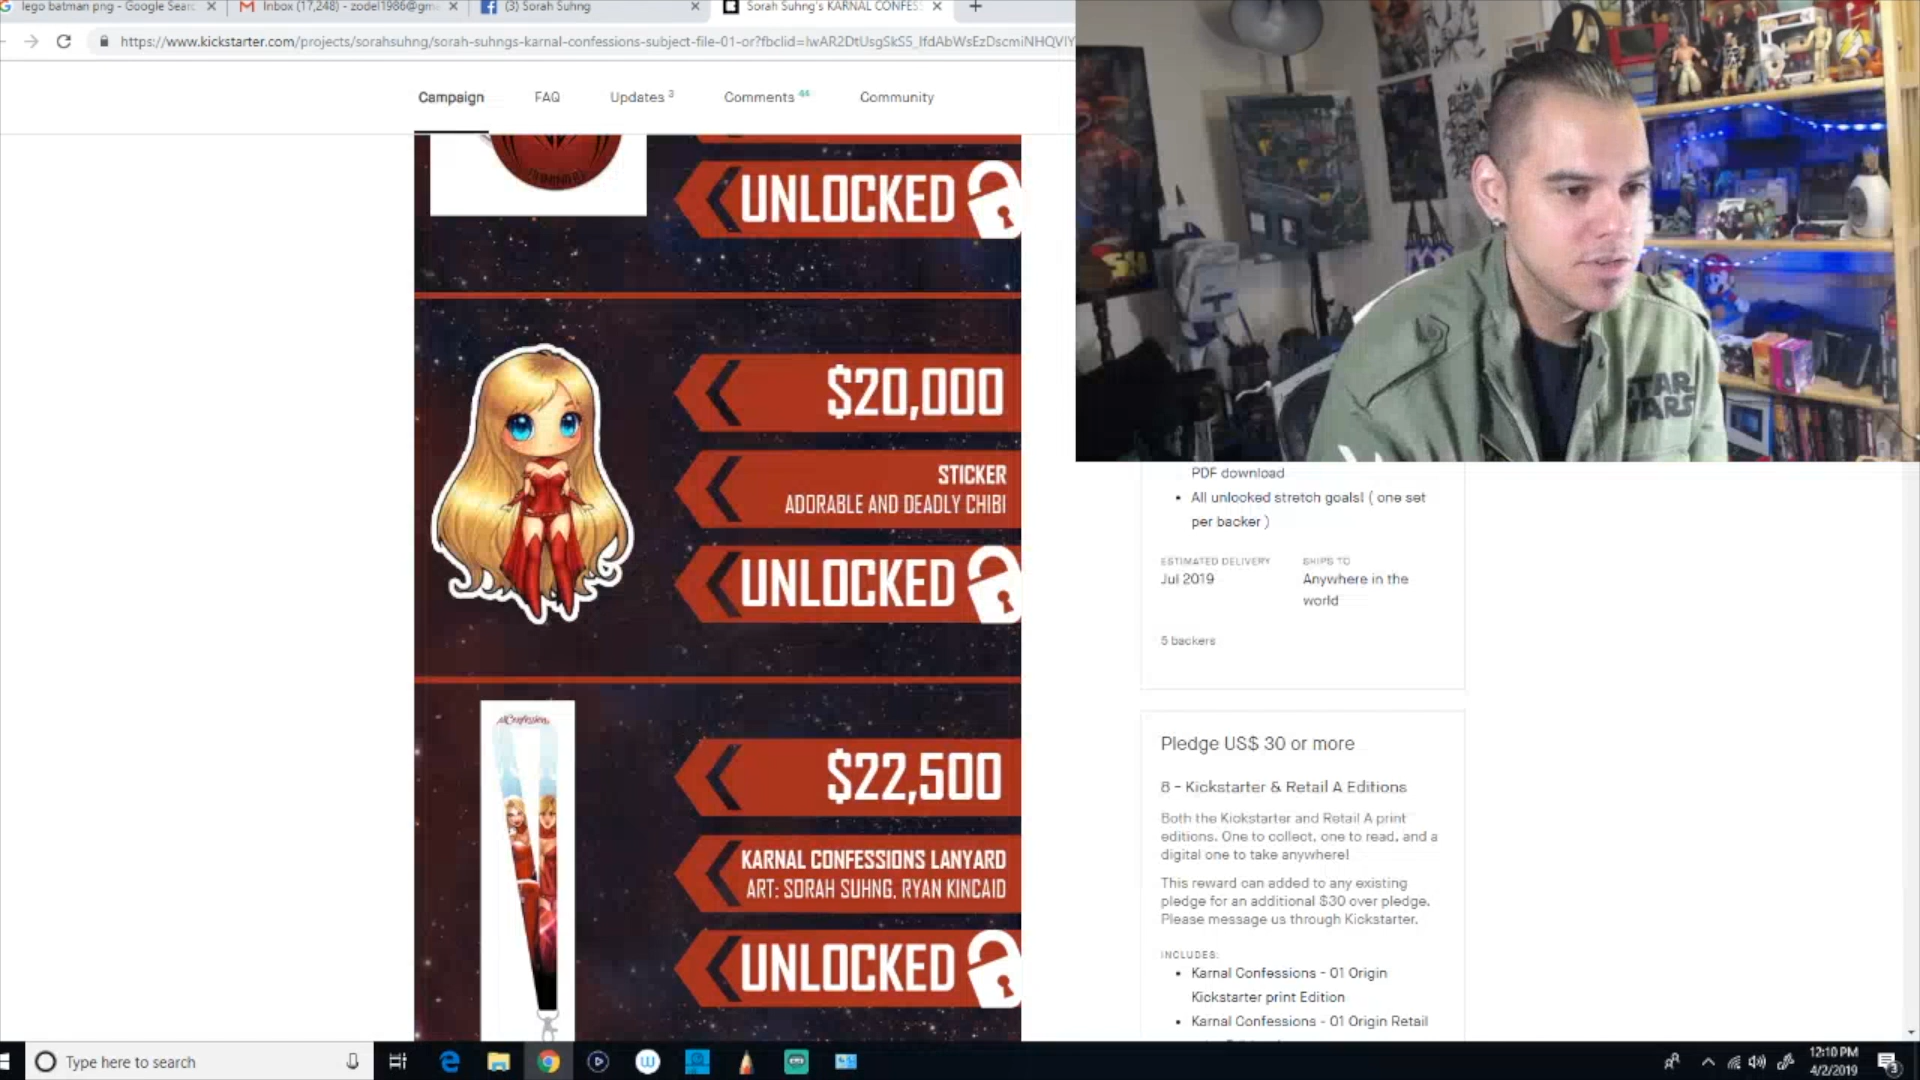 lego batman png - Google Searc
Inbox (17,248) - zodel1986@gm
(3) Sorah Suhng
Sorah Suhng's KARNAL CONFES
https://www.kickstarter.com/projects/sorahsuhng/sorah-suhngs-karnal-confessions-subject-file-01-or?fbclid=
Campaign
FAQ
Updates 3
Comments 44
Community
UNLOCKED
$20,000
STICKER
ADORABLE AND DEADLY CHIBI
UNLOCKED
$22,500
KARNAL CONFESSIONS LANYARD
ART: SORAH SUHNG, RYAN KINCAID
UNLOCKED
STAR
WARS
PDF download
• All unlooked stretch goals! ( one set
per backer )
ESTIMATED DELIVERY
SHIPS TO
Jul 2019
Anywhere in the
world
5 backers
Pledge US$ 30 or more
8 - Kickstarter & Retail A Editions
Both the Kickstarter and Retail A print
editions. One to collect, one to read, and a
digital one to take anywhere!
This reward can added to any existing
pledge for an additional $30 over pledge.
Please message us through Kickstarter.
INCLUDES:
• Karnal Confessions - 01 Origin
Kickstarter print Edition
• Karnal Confessions - 01 Origin Retail
Type here to search
12:10 PM
4/2/2019
3